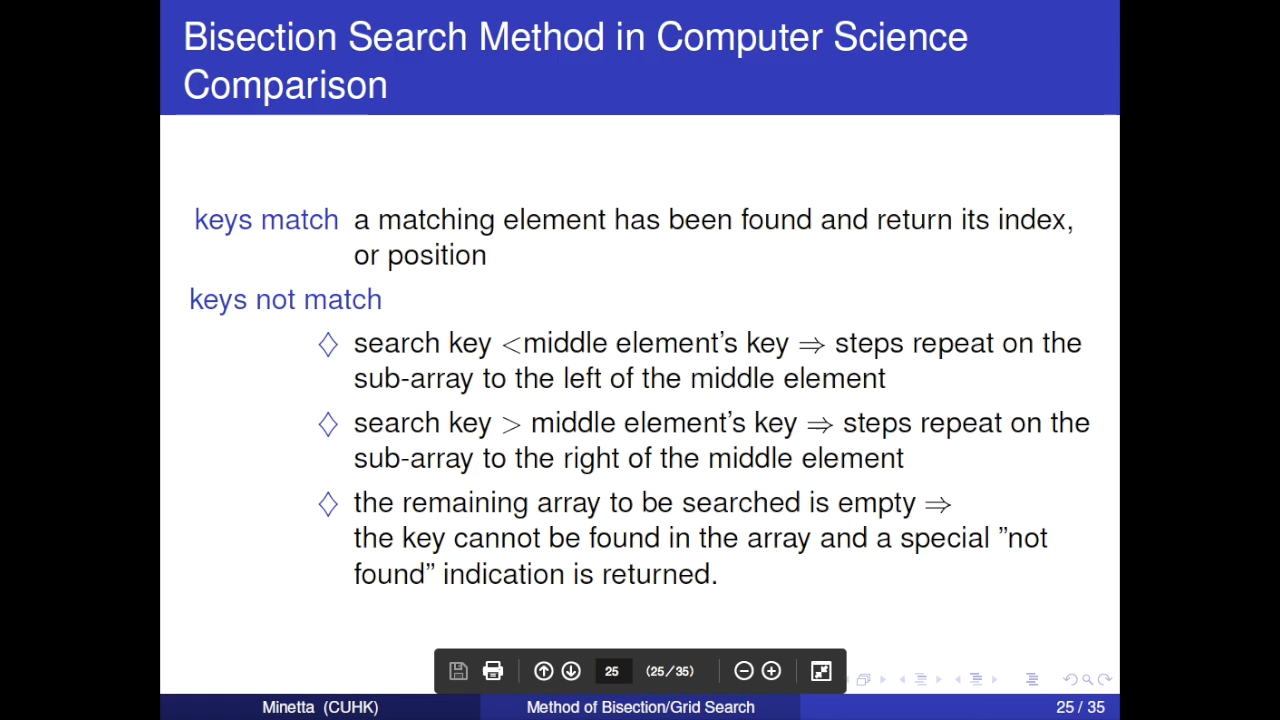 Bisection Search Method in Computer Science
Comparison
keys match a matching element has been found and return its index,
or position
keys not match
◇ search key <middle element's key ⇒ steps repeat on the
sub-array to the left of the middle element
◇ search key > middle element's key ⇒ steps repeat on the
sub-array to the right of the middle element
◇ the remaining array to be searched is empty ⇒
the key cannot be found in the array and a special ”not
found” indication is returned.
25 (25/35)
Minetta (CUHK) Method of Bisection/Grid Search 25 / 35